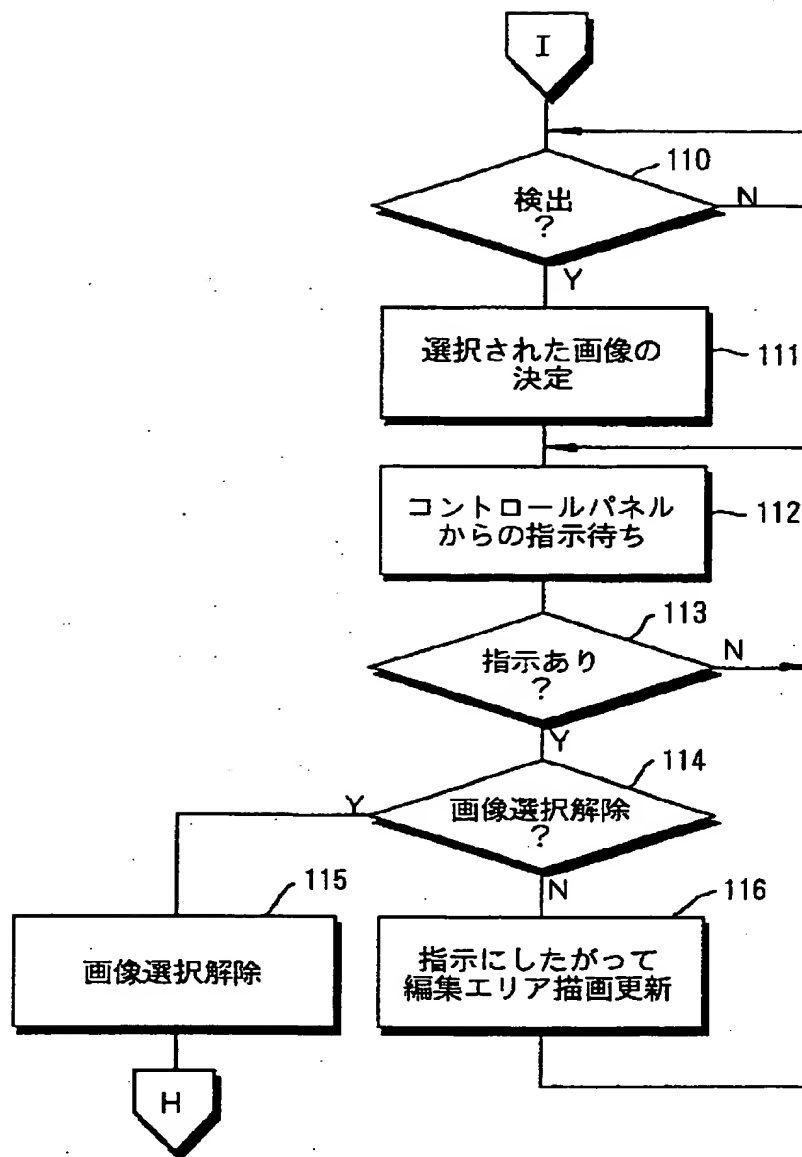 I
110
検出
?
N
Y
選択された画像の
決定
111
コントロールパネル
からの指示待ち
112
113
指示あり
?
N
Y
114
Y
画像選択解除
?
N
115
画像選択解除
116
指示にしたがって
編集エリア描画更新
H